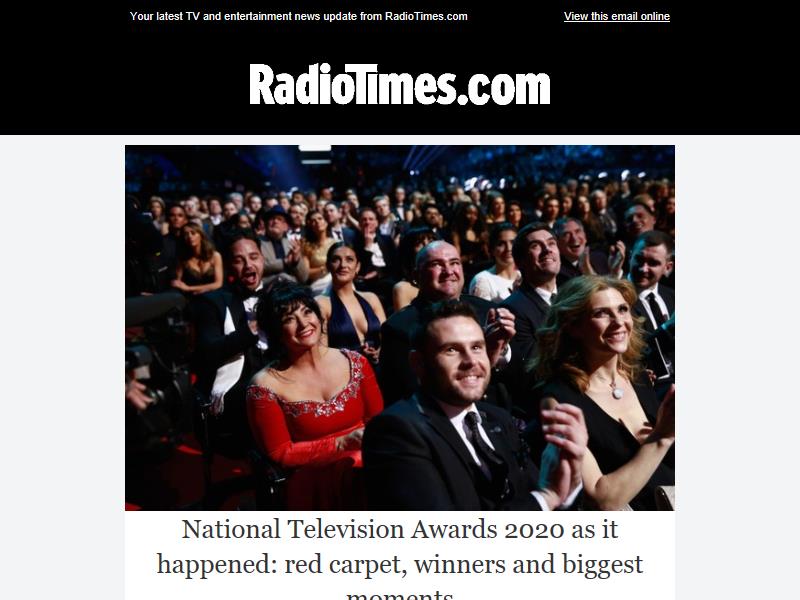 Your latest TV and entertainment news update from RadioTimes.com
View this email online
RadioTimes.com
National Television Awards 2020 as it
happened: red carpet, winners and biggest
moments